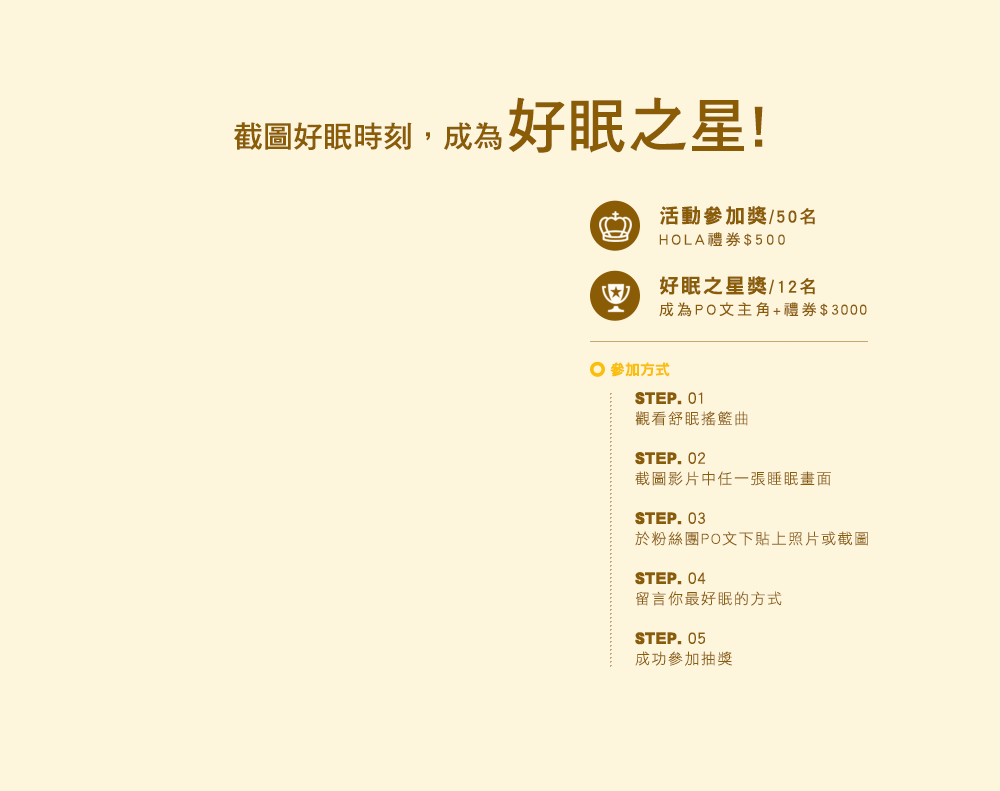 截圖好眠時刻，成為好眠之星!
活動參加獎/50名
HOLA禮券$500
好眠之星獎/12名
成為PO文主角+禮券$3000
參加方式
STEP. 01
觀看舒眠搖籃曲
STEP. 02
截圖影片中任一張睡眠畫面
STEP. 03
於粉絲團PO文下貼上照片或截圖
STEP. 04
留言你最好眠的方式
STEP. 05
成功參加抽獎